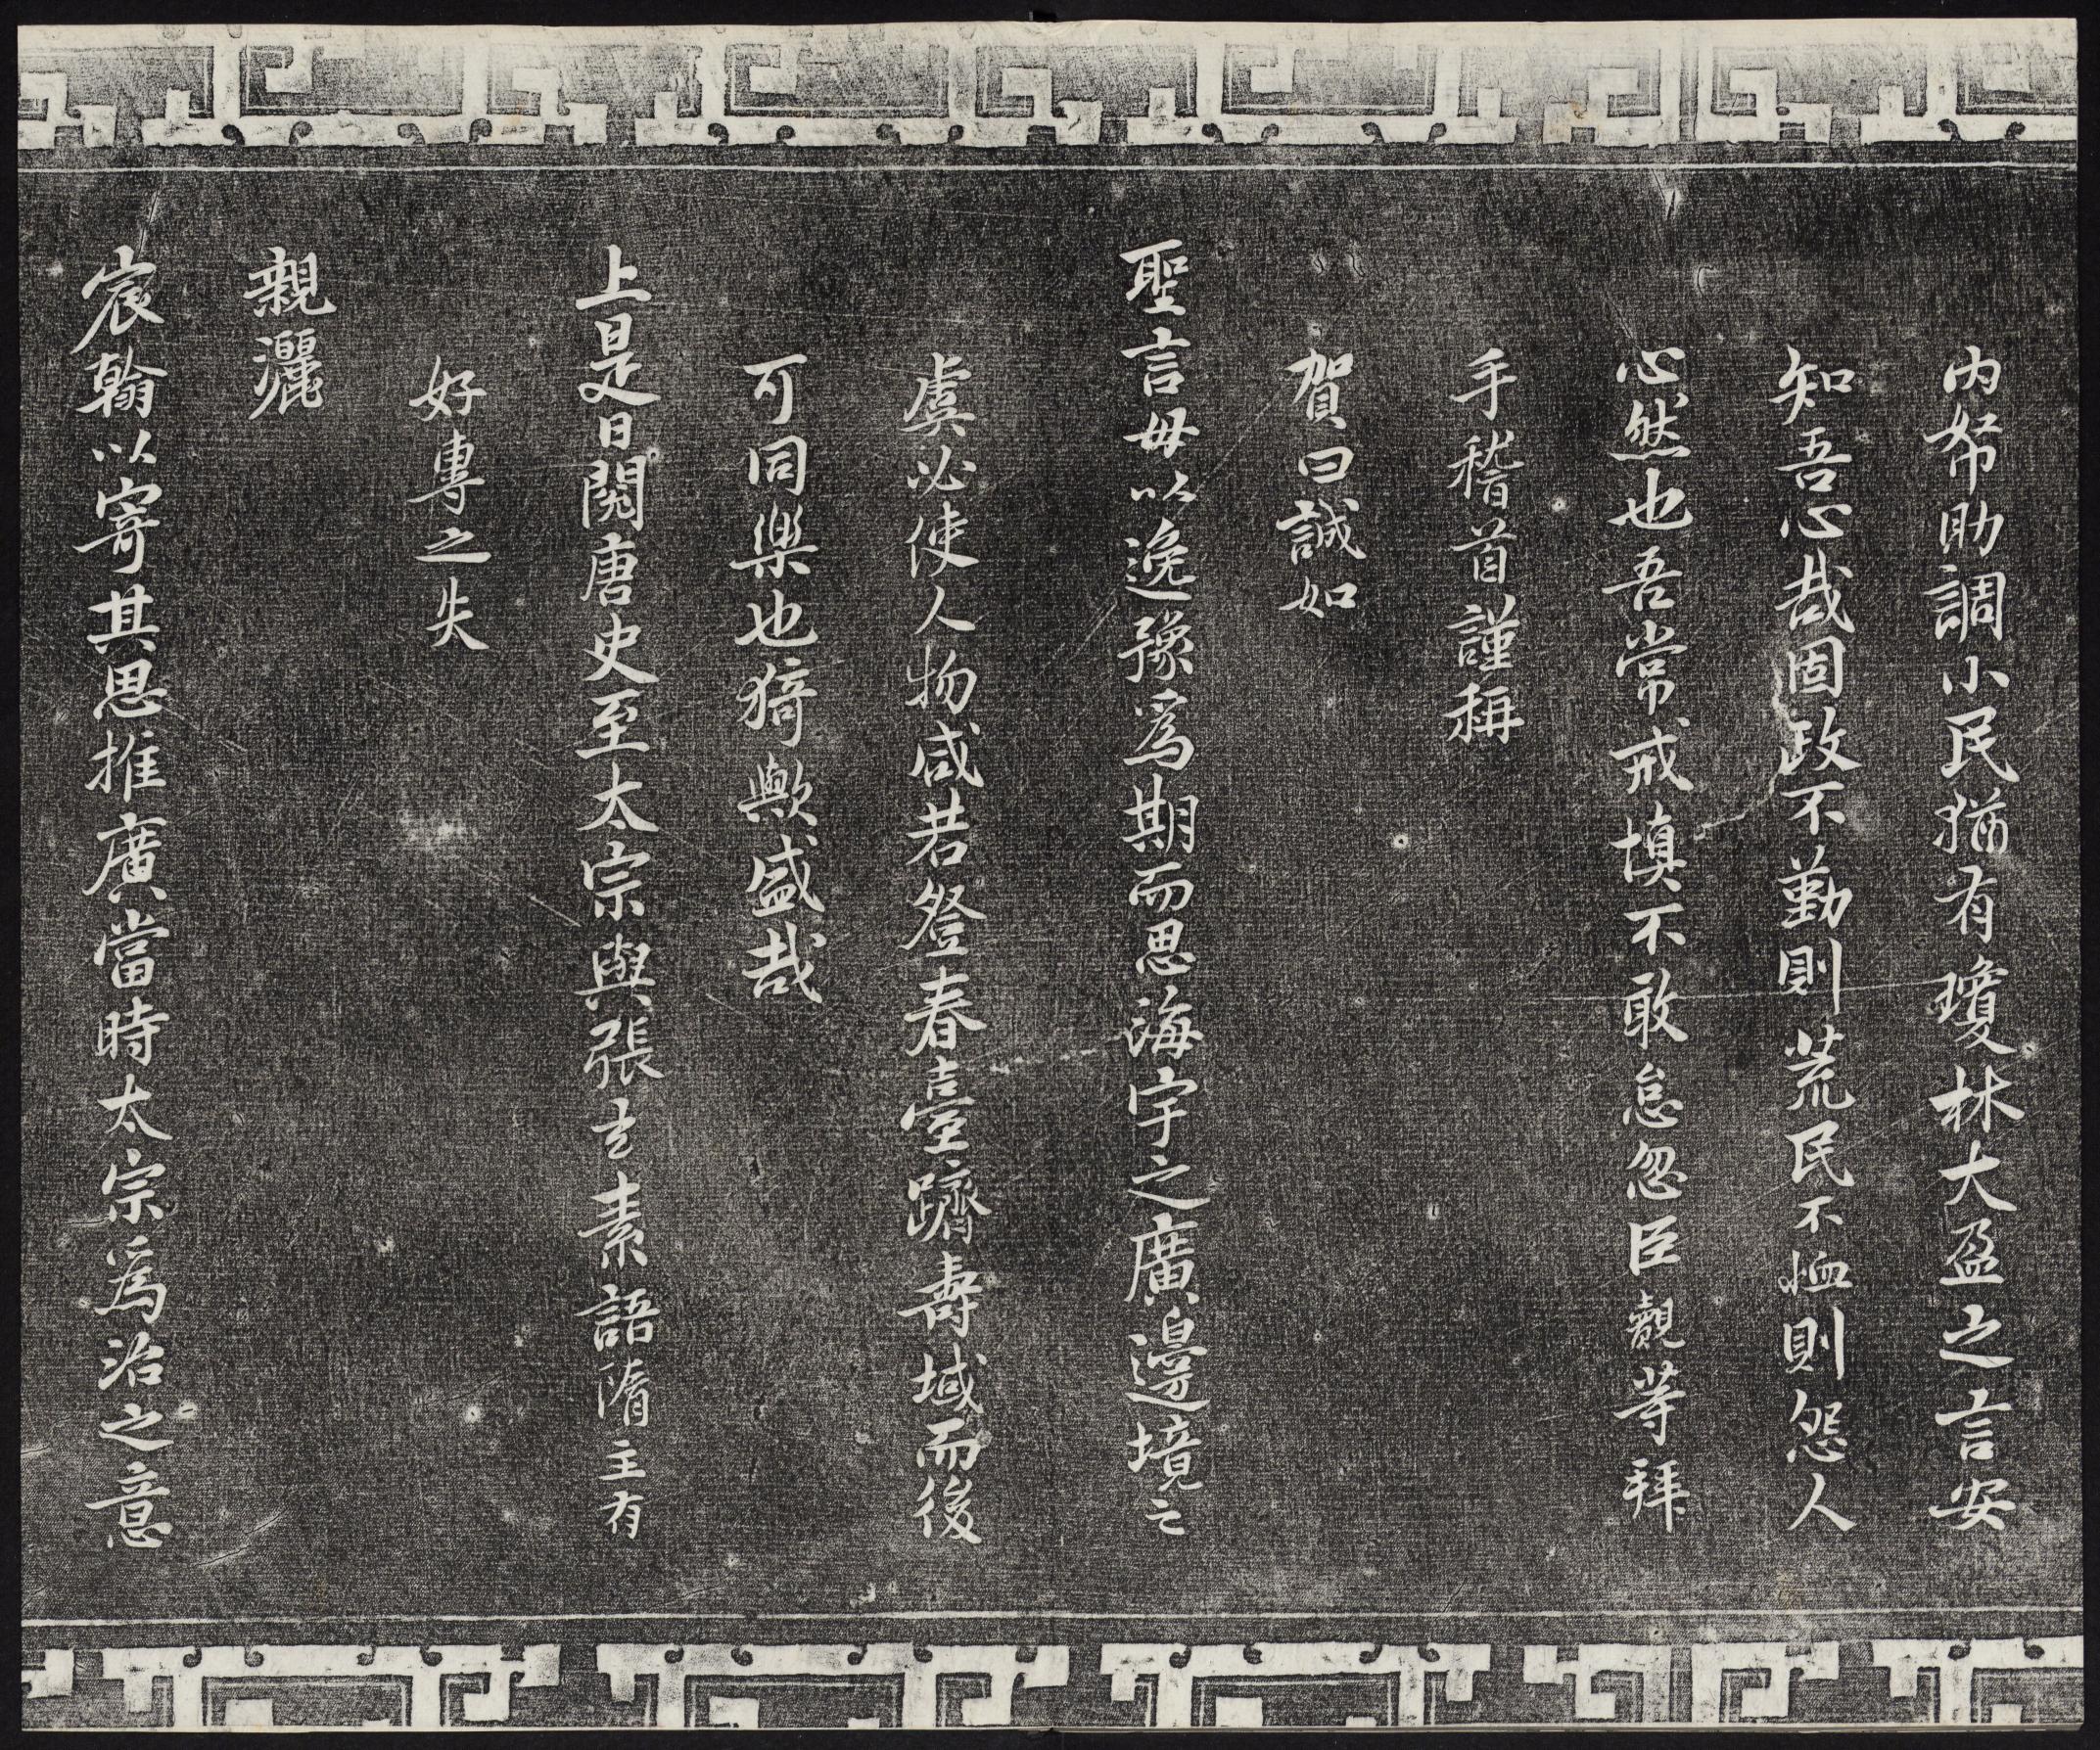 内帑助調小民猶有瓊林大盈之言安
知吾心哉固政不勤則荒民不恤則怨人
心然也吾常戒慎不敢怠忽臣觀等拜
手稽首謹稱
賀曰誠如
聖言毋以逸豫為期而思海宇之廣邊境之
虞必使人物咸若登春臺躋壽域而後
可同樂也猗歟盛哉
上是日閱唐史至太宗與張玄素語隋主有
好專之失
親灑
宸翰以寄其思推廣當時太宗為治之意